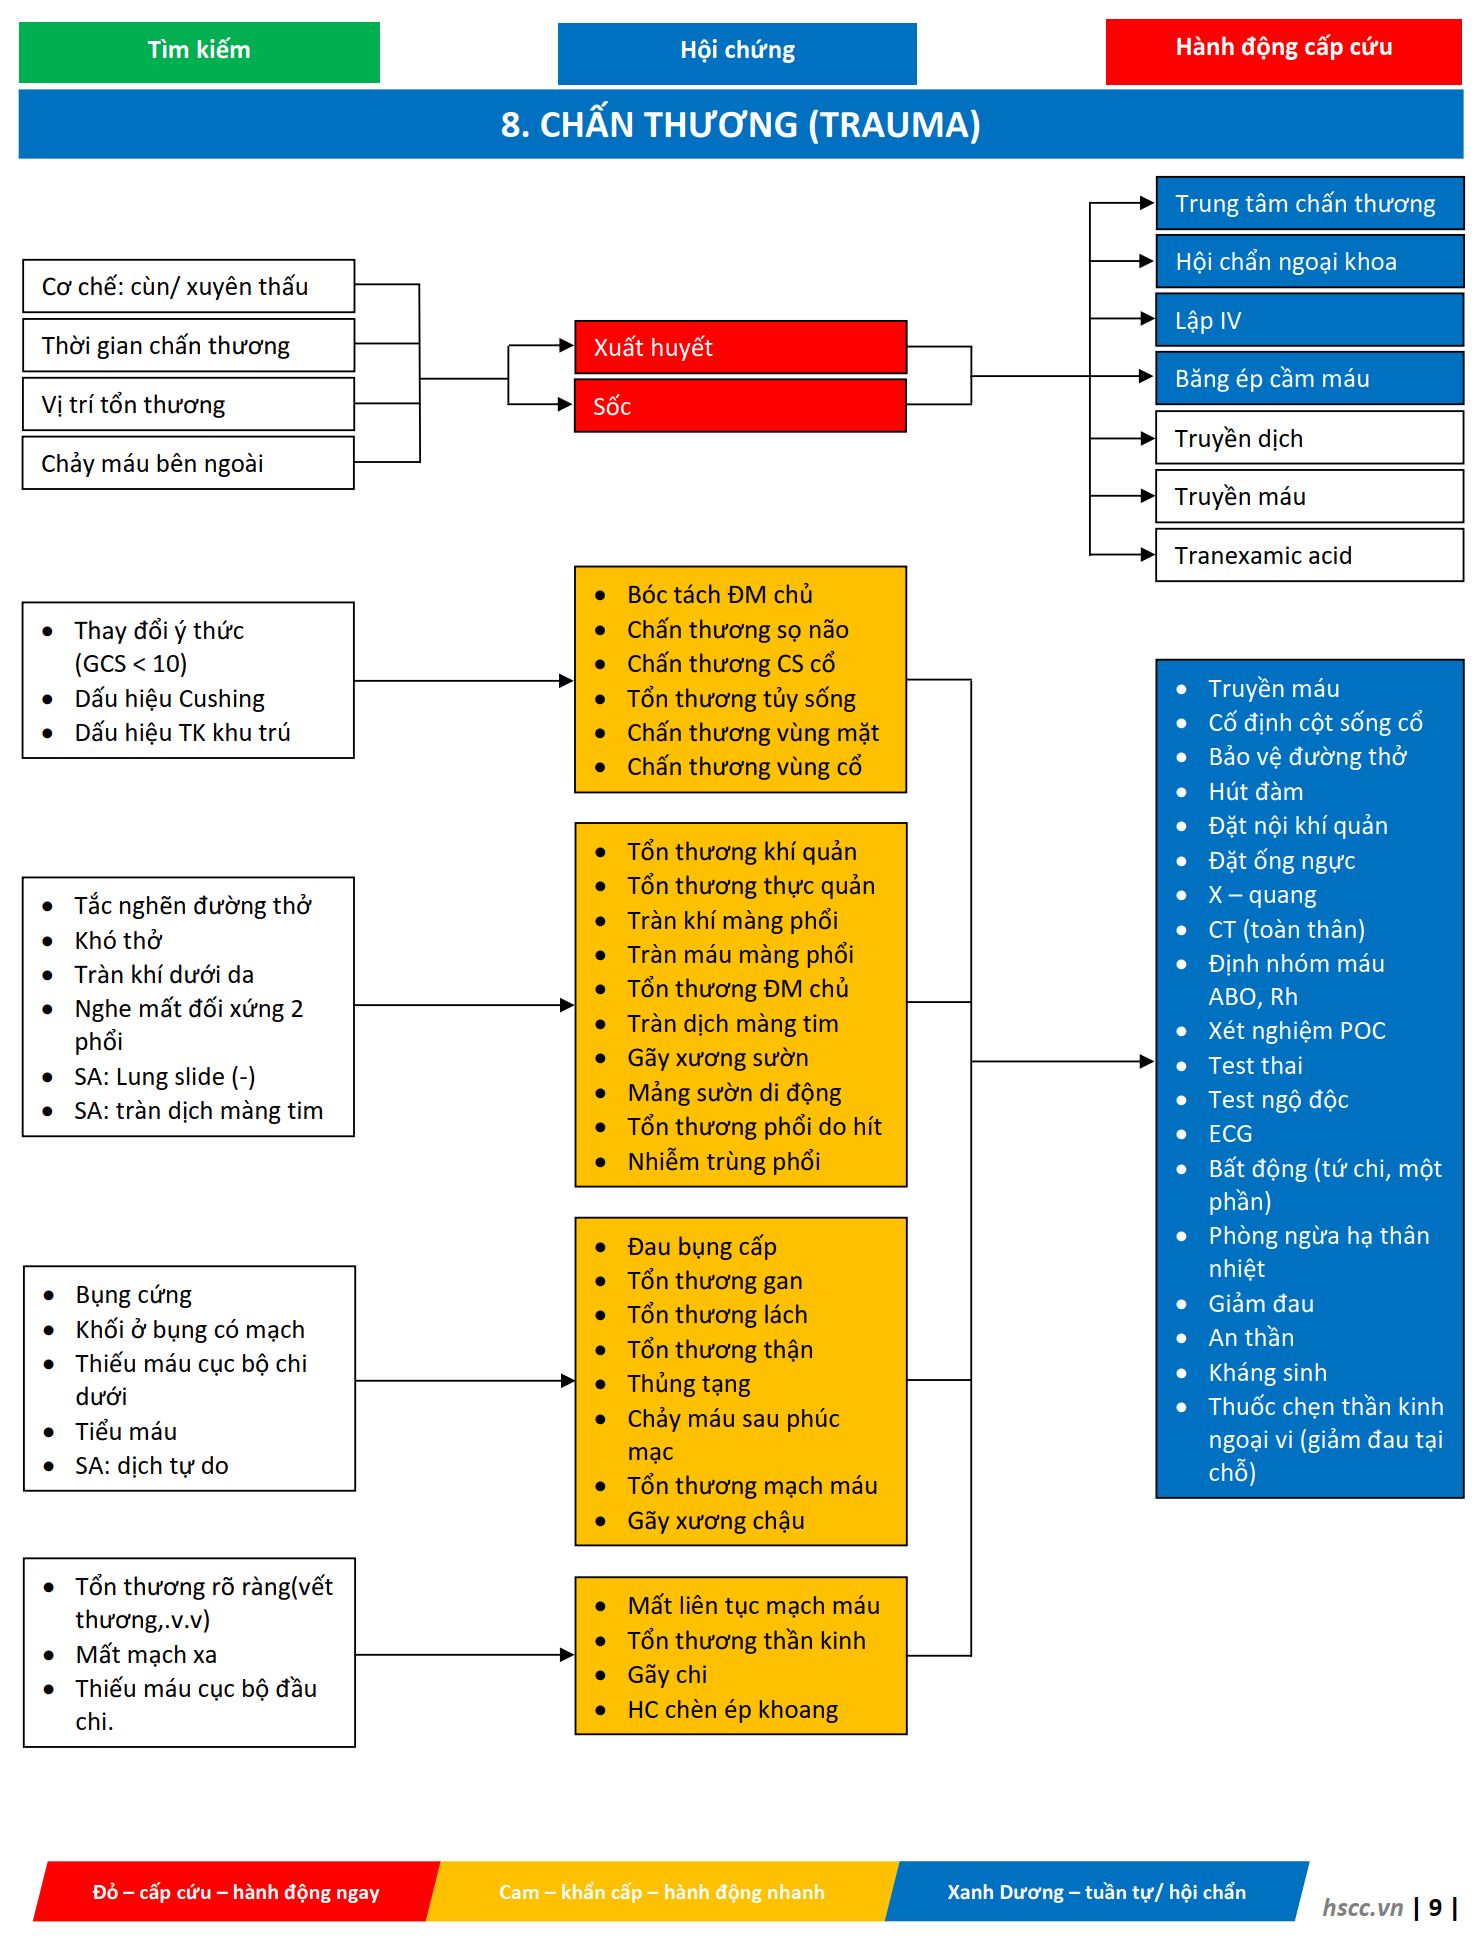 Tìm kiếm
Hội chứng
Hành động cấp cứu
8. CHẤN THƯƠNG (TRAUMA)
Cơ chế: cùn/ xuyên thấu
Thời gian chấn thương
Vị trí tổn thương
Chảy máu bên ngoài
Xuất huyết
Sốc
Trung tâm chấn thương
Hội chẩn ngoại khoa
Lập IV
Băng ép cầm máu
Truyền dịch
Truyền máu
Tranexamic acid
• Thay đổi ý thức
(GCS < 10)
• Dấu hiệu Cushing
• Dấu hiệu TK khu trú
• Bóc tách ĐM chủ
• Chấn thương sọ não
• Chấn thương CS cổ
• Tổn thương tủy sống
• Chấn thương vùng mặt
• Chấn thương vùng cổ
• Tắc nghẽn đường thở
• Khó thở
• Tràn khí dưới da
• Nghe mất đối xứng 2
phổi
• SA: Lung slide (-)
• SA: tràn dịch màng tim
• Tổn thương khí quản
• Tổn thương thực quản
• Tràn khí màng phổi
• Tràn máu màng phổi
• Tổn thương ĐM chủ
• Tràn dịch màng tim
• Gãy xương sườn
• Mảng sườn di động
• Tổn thương phổi do hít
• Nhiễm trùng phổi
• Bụng cứng
• Khối ở bụng có mạch
• Thiếu máu cục bộ chi
dưới
• Tiểu máu
• SA: dịch tự do
• Đau bụng cấp
• Tổn thương gan
• Tổn thương lách
• Tổn thương thận
• Thủng tạng
• Chảy máu sau phúc
mạc
• Tổn thương mạch máu
• Gãy xương chậu
• Tổn thương rõ ràng(vết
thương,.v.v)
• Mất mạch xa
• Thiếu máu cục bộ đầu
chi.
• Mất liên tục mạch máu
• Tổn thương thần kinh
• Gãy chi
• HC chèn ép khoang
• Truyền máu
• Cố định cột sống cổ
• Bảo vệ đường thở
• Hút đàm
• Đặt nội khí quản
• Đặt ống ngực
• X – quang
• CT (toàn thân)
• Định nhóm máu
ABO, Rh
• Xét nghiệm POC
• Test thai
• Test ngộ độc
• ECG
• Bất động (tứ chi, một
phần)
• Phòng ngừa hạ thân
nhiệt
• Giảm đau
• An thần
• Kháng sinh
• Thuốc chẹn thần kinh
ngoại vi (giảm đau tại
chỗ)
Đỏ – cấp cứu – hành động ngay
Cam – khẩn cấp – hành động nhanh
Xanh Dương – tuần tự/ hội chẩn
hscc.vn | 9 |